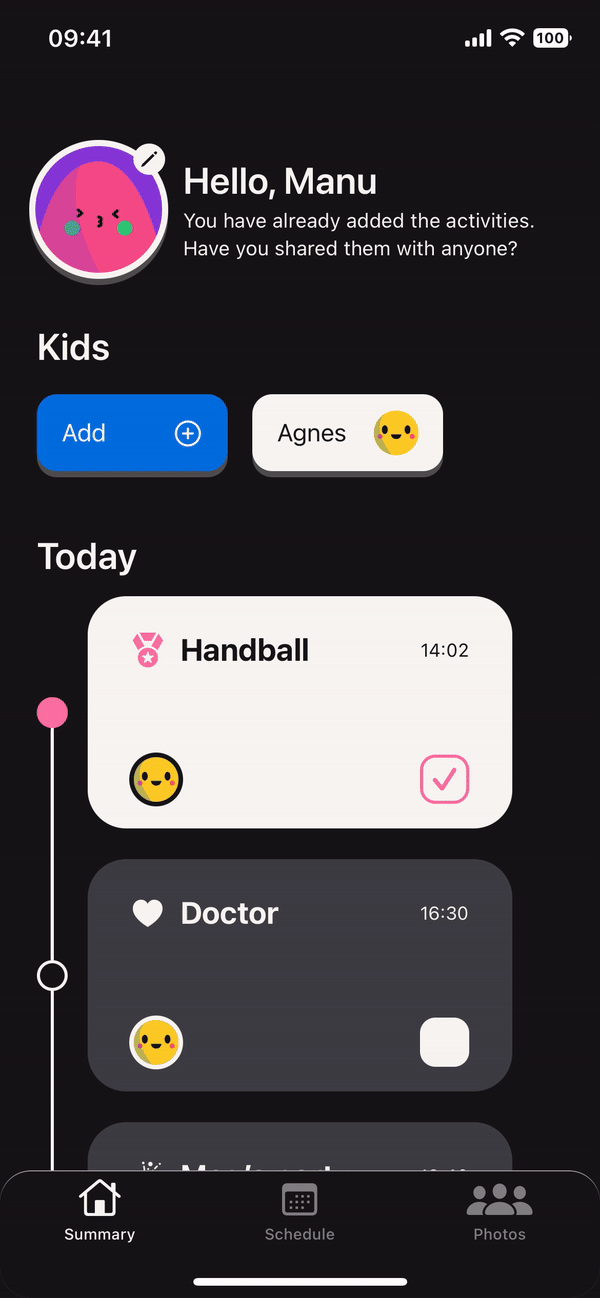 09:41
100
Hello, Manu
You have already added the activities.
Have you shared them with anyone?
Kids
Add
Agnes
Today
Handball
14:02
Doctor
16:30
Summary
Schedule
Photos